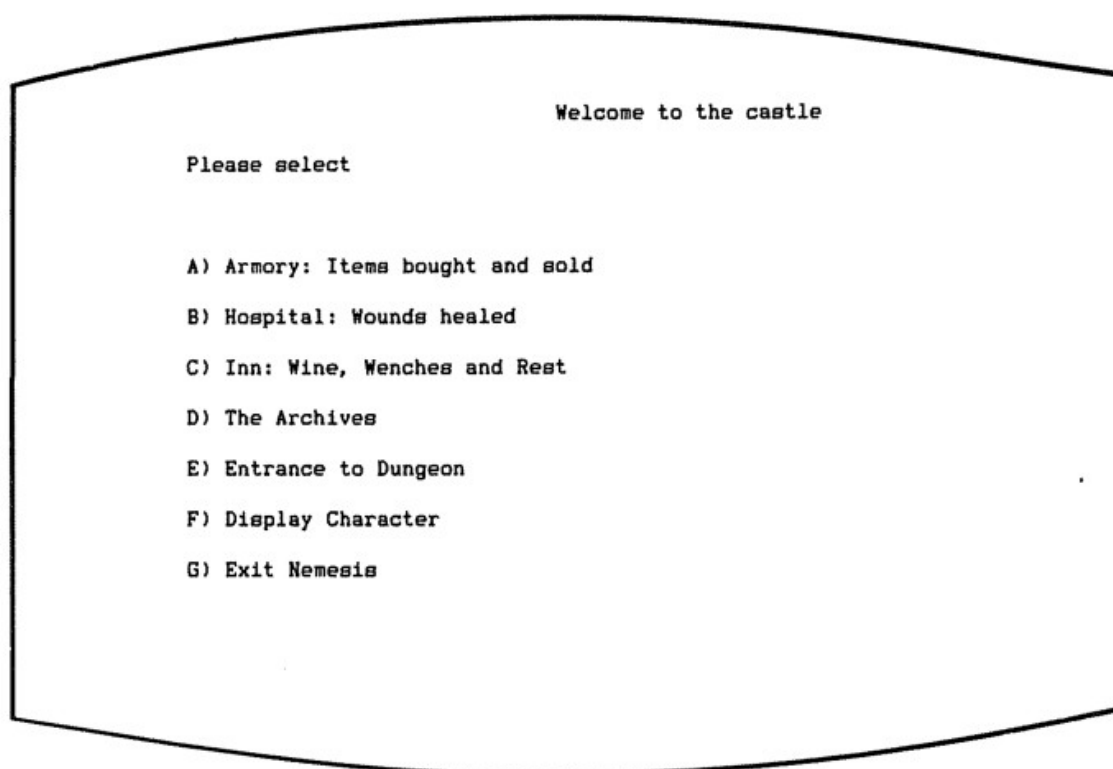 Welcome to the castle
Please select
A) Armory: Items bought and sold
B) Hospital: Wounds healed
C) Inn: Wine, Wenches and Rest
D) The Archives
E) Entrance to Dungeon
F) Display Character
G) Exit Nemesis